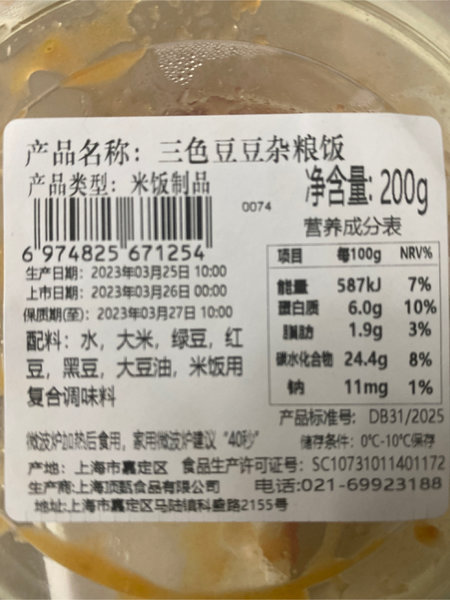 产品名称：三色豆豆杂粮饭
产品类型：米饭制品
净含量：200g
0074
6 974825 671254
营养成分表
项目 每100g NRV%
能量 587kJ 7%
蛋白质 6.0g 10%
脂肪 1.9g 3%
碳水化合物 24.4g 8%
钠 11mg 1%
生产日期：2023年03月25日 10:00
上市日期：2023年03月26日 00:00
保质期(至)：2023年03月27日 10:00
配料：水，大米，绿豆，红
豆，黑豆，大豆油，米饭用
复合调味料
产品标准号：DB31/2025
微波炉加热后食用，家用微波炉建议“40秒”
储存条件：0℃-10℃保存
产地：上海市嘉定区 食品生产许可证号：SC10731011401172
生产商：上海顶甄食品有限公司 电话：021-69923188
地址：上海市嘉定区马陆镇科盛路2155号